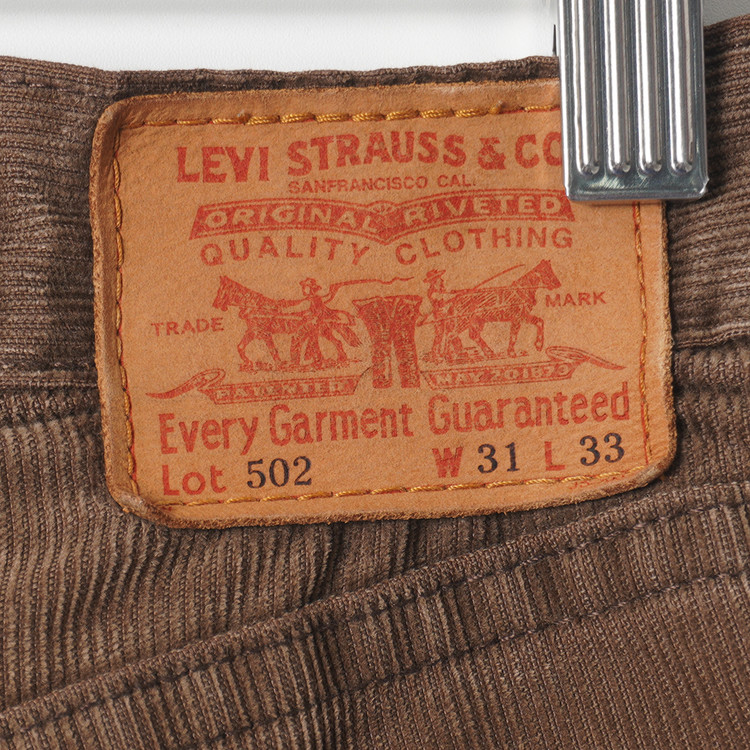 LEVI STRAUSS & CO
SANFRANCISCO CAL.
ORIGINAL RIVETED
QUALITY CLOTHING
TRADE MARK
PATENTED MAY 20 1873
Every Garment Guaranteed
Lot 502 W 31 L 33